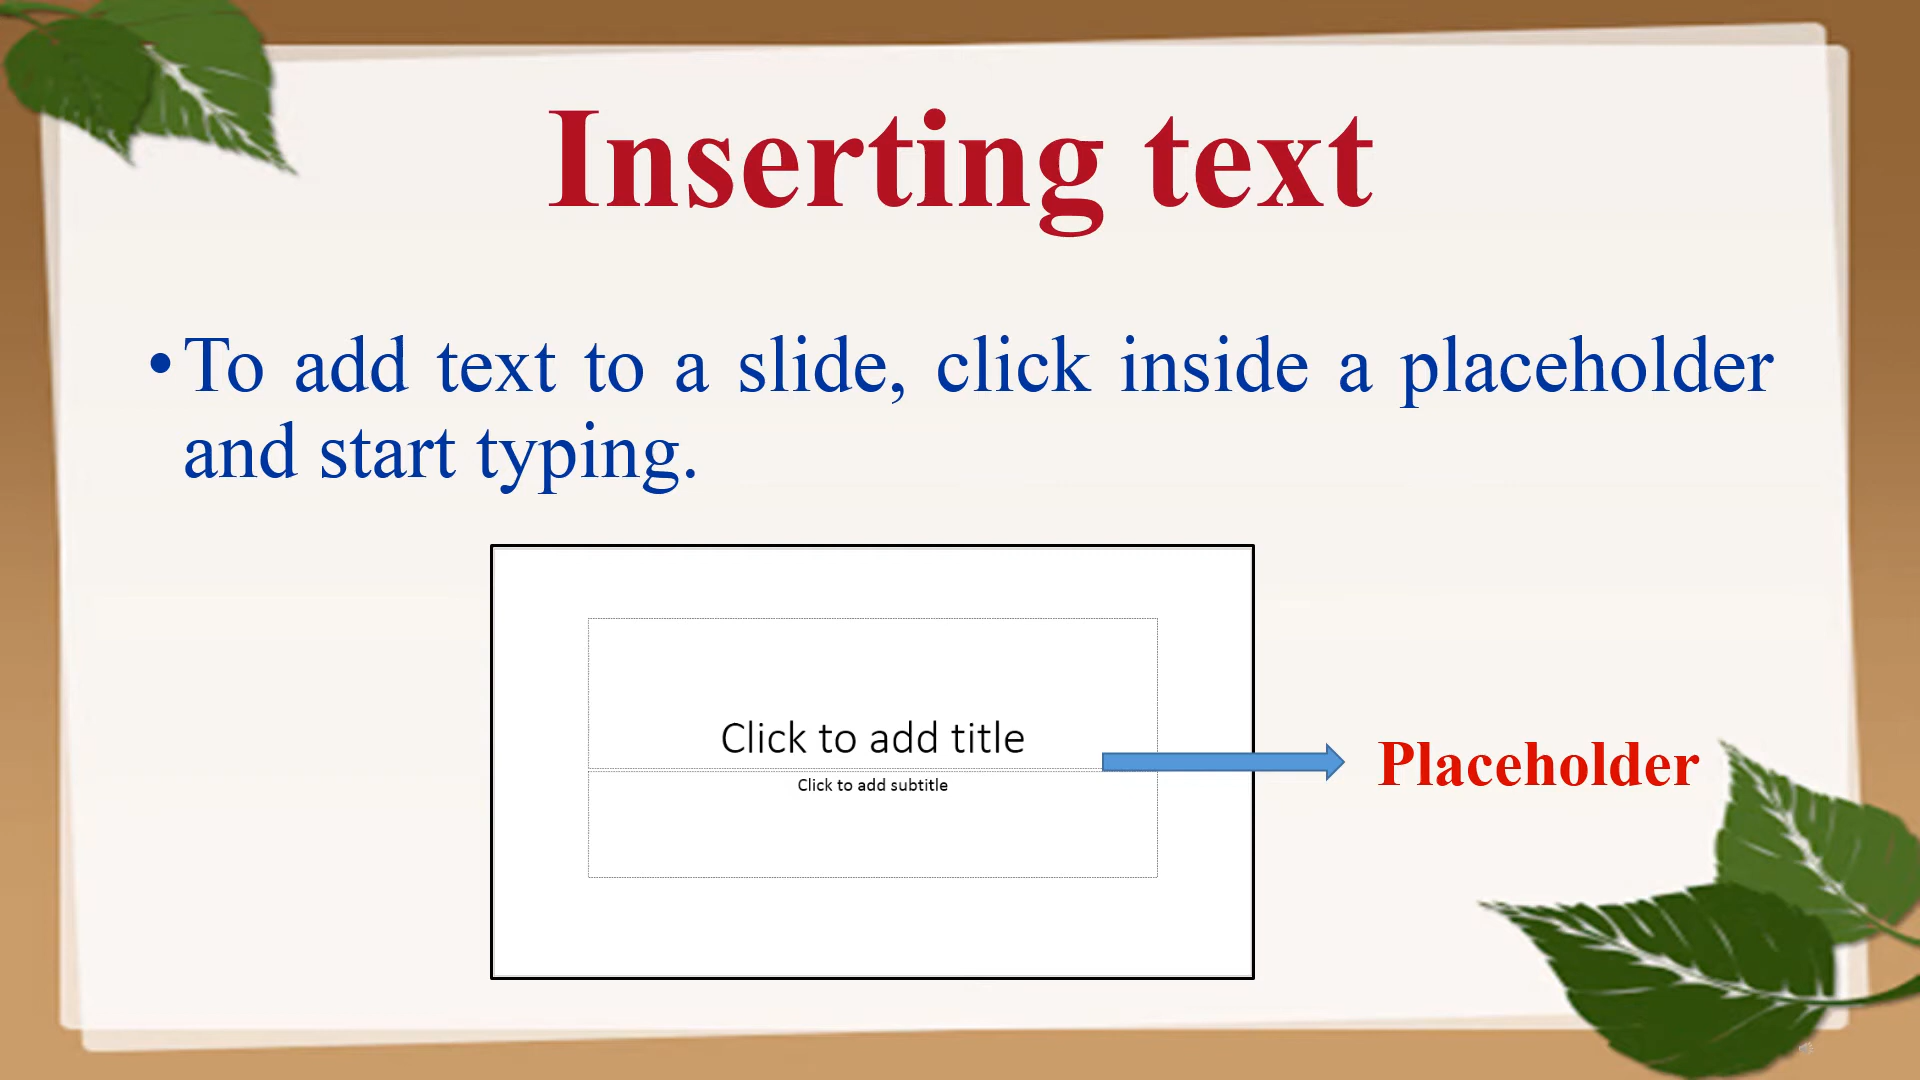 Inserting text
• To add text to a slide, click inside a placeholder
and start typing.
Click to add title
Click to add subtitle
Placeholder